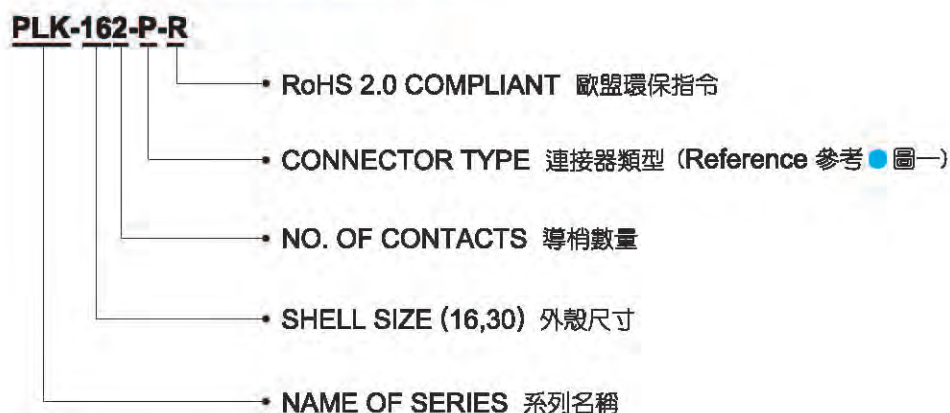 PLK-162-P-R
RoHS 2.0 COMPLIANT 歐盟環保指令
CONNECTOR TYPE 連接器類型 (Reference 參考 圖一)
NO. OF CONTACTS 導梢數量
SHELL SIZE (16,30) 外殼尺寸
NAME OF SERIES 系列名稱